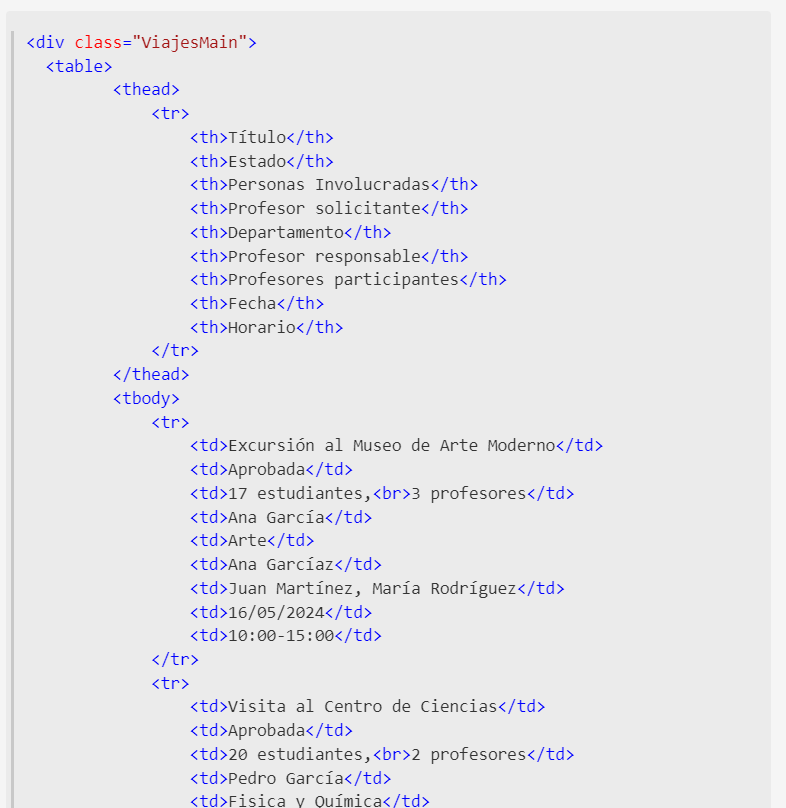 <div class="ViajesMain">
<table>
<thead>
<tr>
<th>Título</th>
<th>Estado</th>
<th>Personas Involucradas</th>
<th>Profesor solicitante</th>
<th>Departamento</th>
<th>Profesor responsable</th>
<th>Profesores participantes</th>
<th>Fecha</th>
<th>Horario</th>
</tr>
</thead>
<tbody>
<tr>
<td>Excursión al Museo de Arte Moderno</td>
<td>Aprobada</td>
<td>17 estudiantes,<br>3 profesores</td>
<td>Ana García</td>
<td>Arte</td>
<td>Ana Garcíaz</td>
<td>Juan Martínez, María Rodríguez</td>
<td>16/05/2024</td>
<td>10:00-15:00</td>
</tr>
<tr>
<td>Visita al Centro de Ciencias</td>
<td>Aprobada</td>
<td>20 estudiantes,<br>2 profesores</td>
<td>Pedro García</td>
<td>Fisica y Química</td>